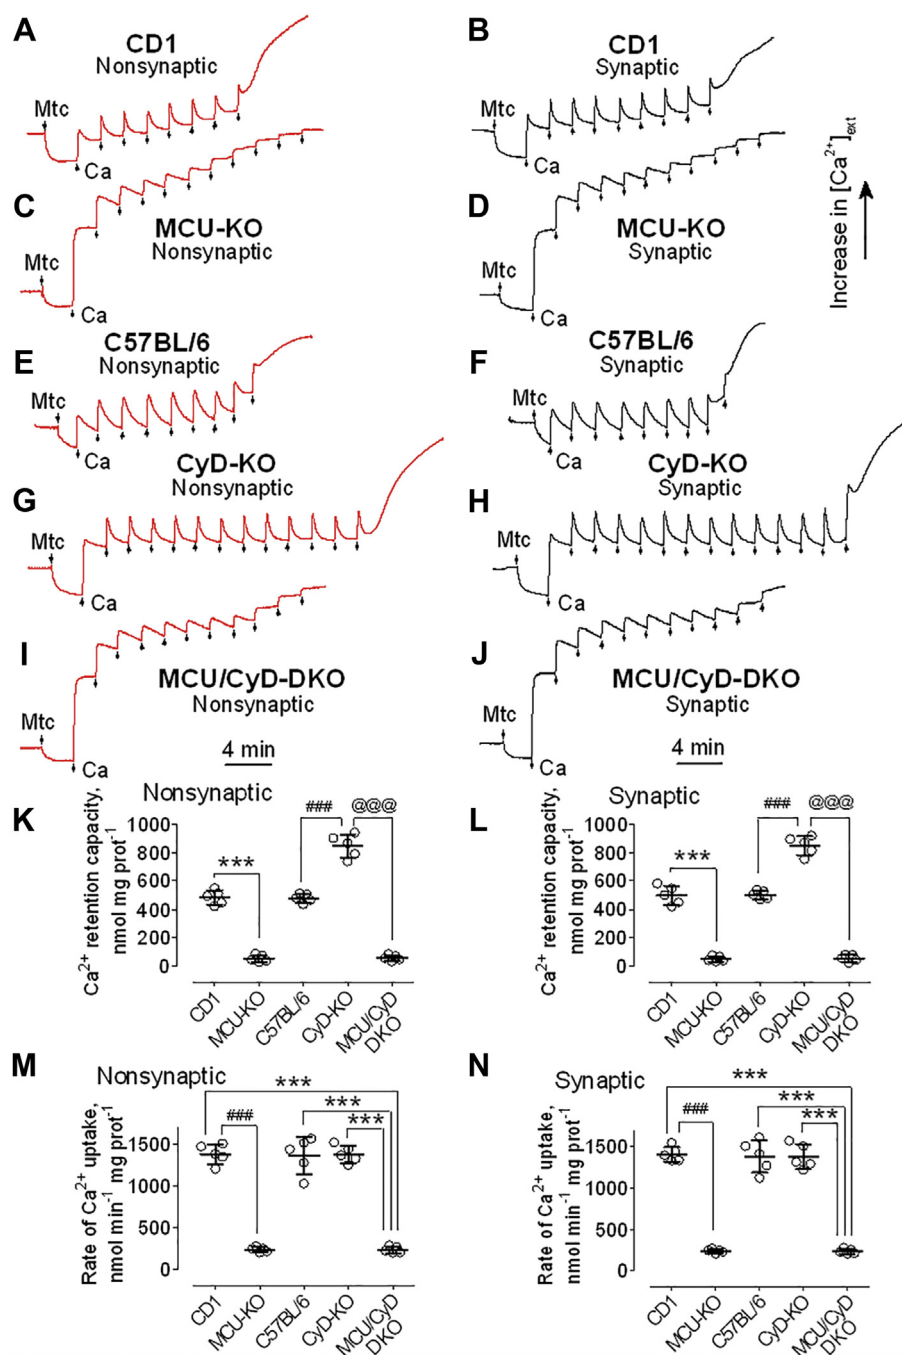 A
CD1
Nonsynaptic
Mtc
Ca
B
CD1
Synaptic
Mtc
Ca
Increase in [Ca²⁺]ext
C
MCU-KO
Nonsynaptic
Mtc
Ca
D
MCU-KO
Synaptic
Mtc
Ca
E
C57BL/6
Nonsynaptic
Mtc
Ca
F
C57BL/6
Synaptic
Mtc
Ca
G
CyD-KO
Nonsynaptic
Mtc
Ca
H
CyD-KO
Synaptic
Mtc
Ca
I
MCU/CyD-DKO
Nonsynaptic
Mtc
Ca
4 min
J
MCU/CyD-DKO
Synaptic
Mtc
Ca
4 min
K
Nonsynaptic
Ca²⁺ retention capacity,
nmol mg prot⁻¹
1000
800
600
400
200
0
***
###
@@@
CD1
MCU-KO
C57BL/6
CyD-KO
MCU/CyD
DKO
L
Synaptic
Ca²⁺ retention capacity,
nmol mg prot⁻¹
1000
800
600
400
200
0
***
###
@@@
CD1
MCU-KO
C57BL/6
CyD-KO
MCU/CyD
DKO
M
Nonsynaptic
Rate of Ca²⁺ uptake,
nmol min⁻¹ mg prot⁻¹
1500
1000
500
0
***
###
***
***
CD1
MCU-KO
C57BL/6
CyD-KO
MCU/CyD
DKO
N
Synaptic
Rate of Ca²⁺ uptake,
nmol min⁻¹ mg prot⁻¹
1500
1000
500
0
***
###
***
***
CD1
MCU-KO
C57BL/6
CyD-KO
MCU/CyD
DKO